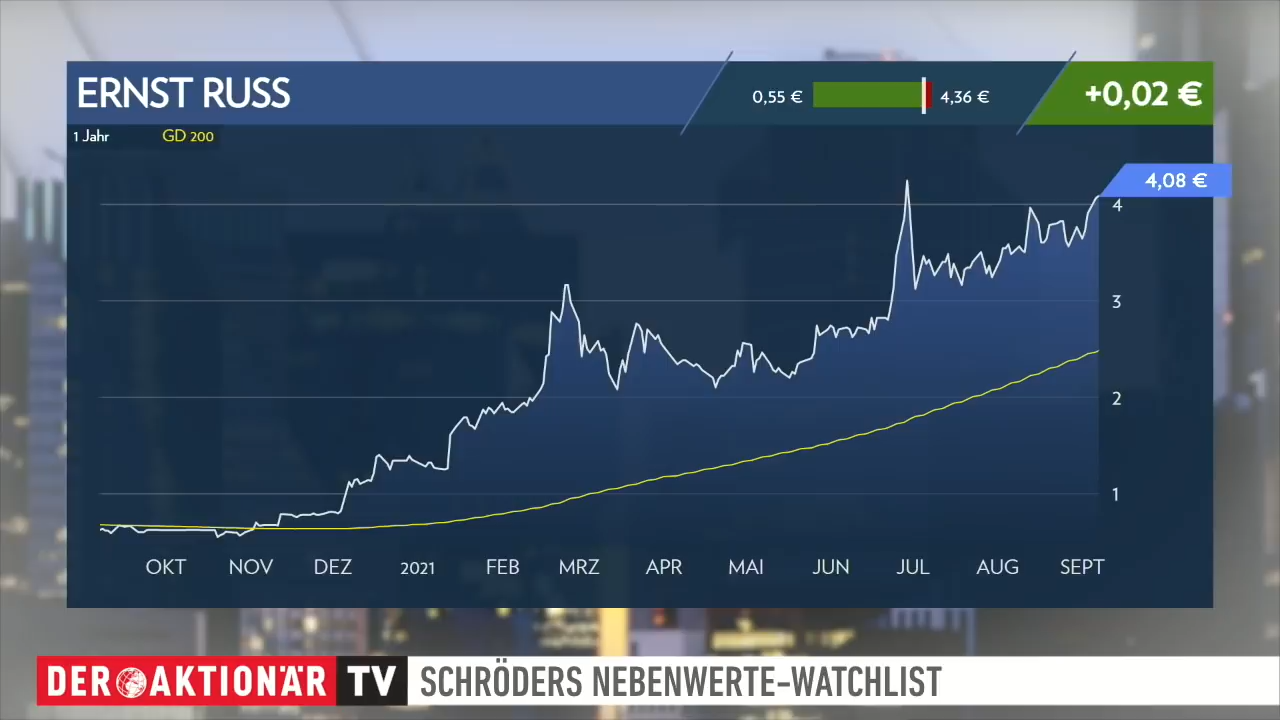 ERNST RUSS
0,55 € 4,36 €
+0,02 €
1 Jahr GD 200
4,08 €
4
3
2
1
OKT NOV DEZ 2021 FEB MRZ APR MAI JUN JUL AUG SEPT
DER AKTIONÄR TV SCHRÖDERS NEBENWERTE-WATCHLIST